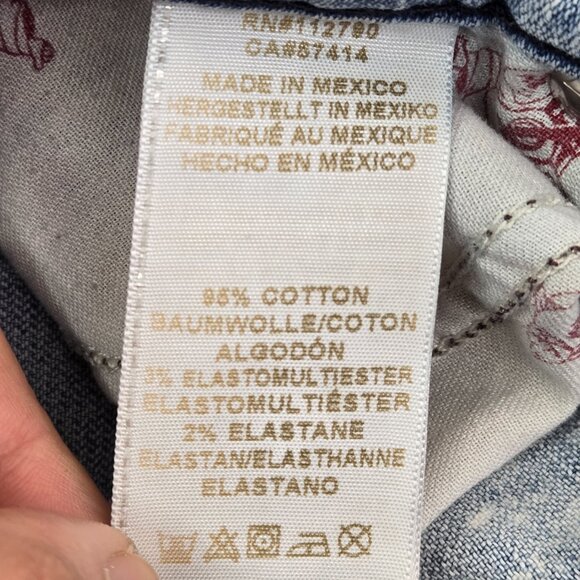 RN#112790
CA#87414
MADE IN MEXICO
HERGESTELLT IN MEXIKO
FABRIQUÉ AU MEXIQUE
HECHO EN MÉXICO
95% COTTON
BAUMWOLLE/COTON
ALGODÓN
3% ELASTOMULTIESTER
ELASTOMULTIÉSTER
2% ELASTANE
ELASTAN/ELASTHANNE
ELASTANO